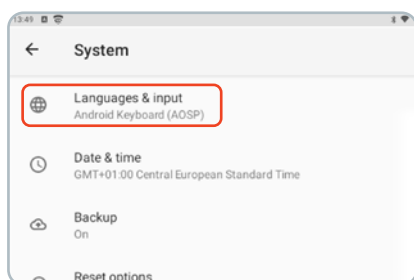 13:49
System
Languages & input
Android Keyboard (AOSP)
Date & time
GMT+01:00 Central European Standard Time
Backup
On
Reset options